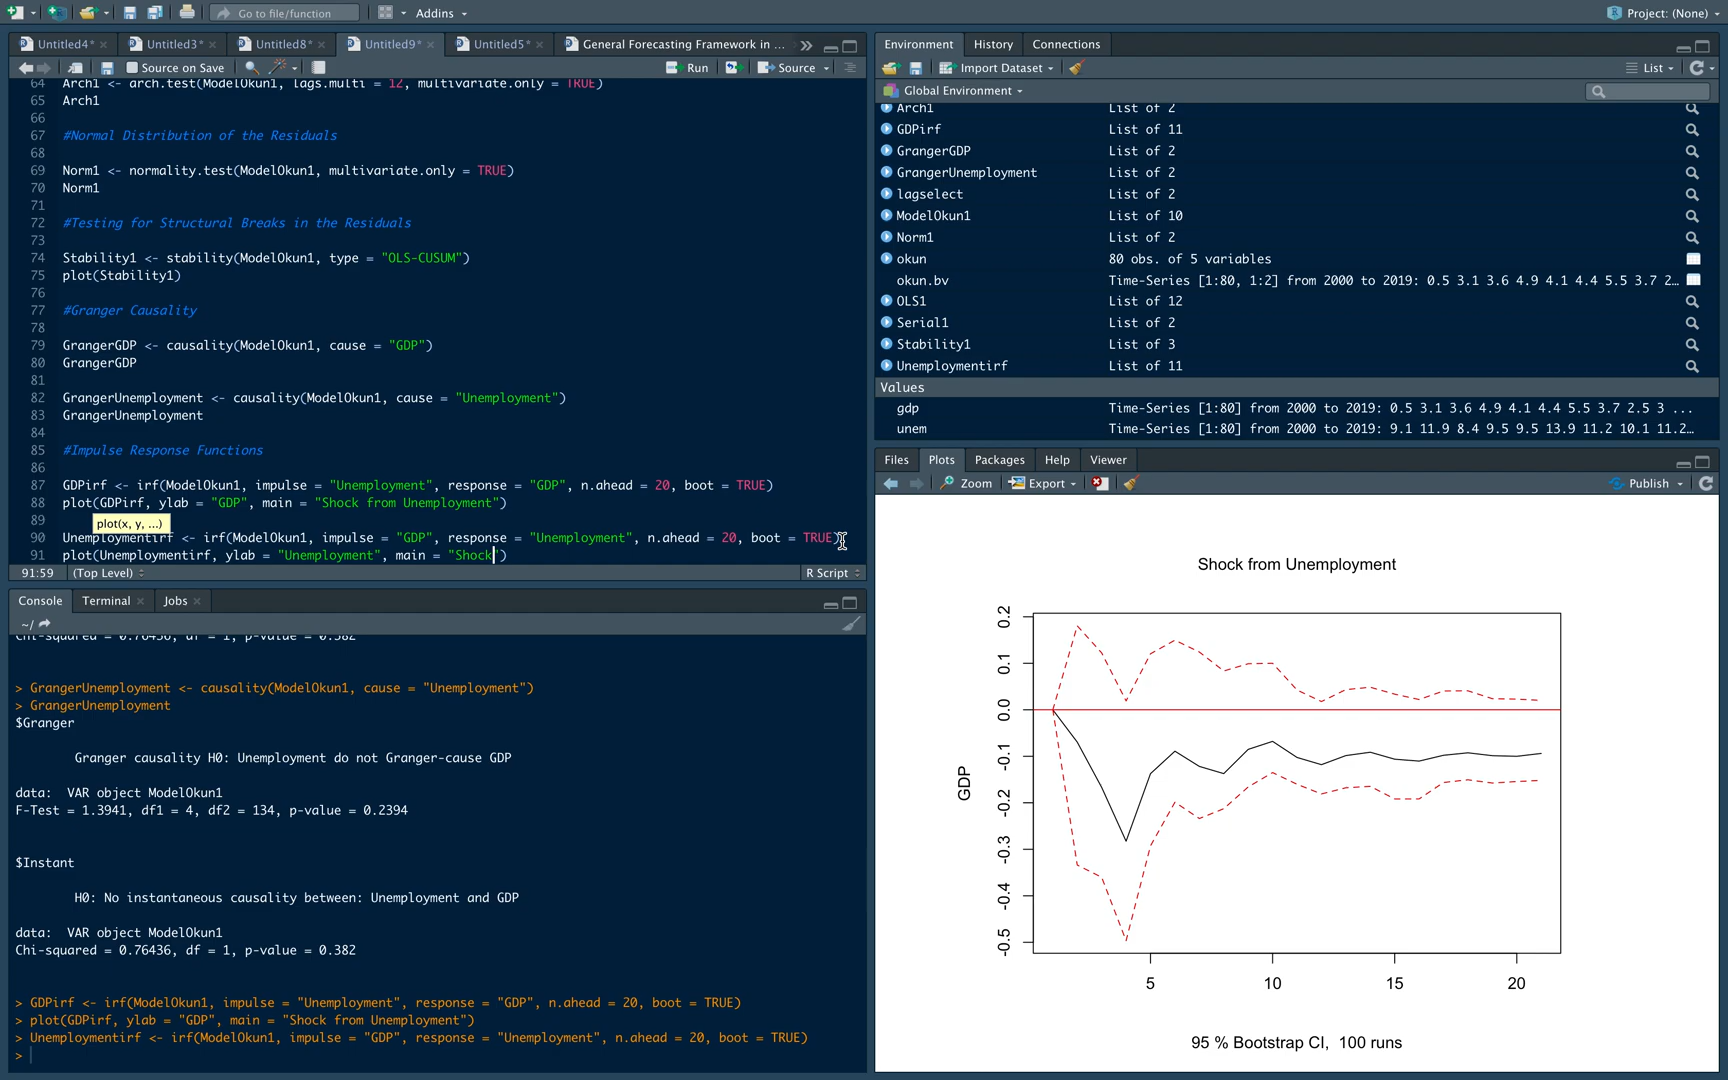 Go to file/function
Addins
Project: (None)
Untitled4*
Untitled3*
Untitled8*
Untitled9*
Untitled5*
General Forecasting Framework in ...
Source on Save
Run
Source
64 Arch1 <- arch.test(ModelOkun1, lags.multi = 12, multivariate.only = TRUE)
65 Arch1
66
67 #Normal Distribution of the Residuals
68
69 Norm1 <- normality.test(ModelOkun1, multivariate.only = TRUE)
70 Norm1
71
72 #Testing for Structural Breaks in the Residuals
73
74 Stability1 <- stability(ModelOkun1, type = "OLS-CUSUM")
75 plot(Stability1)
76
77 #Granger Causality
78
79 GrangerGDP <- causality(ModelOkun1, cause = "GDP")
80 GrangerGDP
81
82 GrangerUnemployment <- causality(ModelOkun1, cause = "Unemployment")
83 GrangerUnemployment
84
85 #Impulse Response Functions
86
87 GDPirf <- irf(ModelOkun1, impulse = "Unemployment", response = "GDP", n.ahead = 20, boot = TRUE)
88 plot(GDPirf, ylab = "GDP", main = "Shock from Unemployment")
89
plot(x, y, ...)
90 Unemploymentirf <- irf(ModelOkun1, impulse = "GDP", response = "Unemployment", n.ahead = 20, boot = TRUE)
91 plot(Unemploymentirf, ylab = "Unemployment", main = "Shock")
91:59 (Top Level) R Script
Console Terminal Jobs
~/
Chi-squared = 0.76436, df = 1, p-value = 0.382
> GrangerUnemployment <- causality(ModelOkun1, cause = "Unemployment")
> GrangerUnemployment
$Granger
Granger causality H0: Unemployment do not Granger-cause GDP
data: VAR object ModelOkun1
F-Test = 1.3941, df1 = 4, df2 = 134, p-value = 0.2394
$Instant
H0: No instantaneous causality between: Unemployment and GDP
data: VAR object ModelOkun1
Chi-squared = 0.76436, df = 1, p-value = 0.382
> GDPirf <- irf(ModelOkun1, impulse = "Unemployment", response = "GDP", n.ahead = 20, boot = TRUE)
> plot(GDPirf, ylab = "GDP", main = "Shock from Unemployment")
> Unemploymentirf <- irf(ModelOkun1, impulse = "GDP", response = "Unemployment", n.ahead = 20, boot = TRUE)
>
Environment History Connections
Import Dataset
List
Global Environment
Arch1 List of 2
GDPirf List of 11
GrangerGDP List of 2
GrangerUnemployment List of 2
lagselect List of 2
ModelOkun1 List of 10
Norm1 List of 2
okun 80 obs. of 5 variables
okun.bv Time-Series [1:80, 1:2] from 2000 to 2019: 0.5 3.1 3.6 4.9 4.1 4.4 5.5 3.7 2...
OLS1 List of 12
Serial1 List of 2
Stability1 List of 3
Unemploymentirf List of 11
Values
gdp Time-Series [1:80] from 2000 to 2019: 0.5 3.1 3.6 4.9 4.1 4.4 5.5 3.7 2.5 3 ...
unem Time-Series [1:80] from 2000 to 2019: 9.1 11.9 8.4 9.5 9.5 13.9 11.2 10.1 11.2...
Files Plots Packages Help Viewer
Zoom Export Publish
Shock from Unemployment
0.2
0.1
0.0
-0.1
-0.2
-0.3
-0.4
-0.5
GDP
5 10 15 20
95 % Bootstrap CI, 100 runs